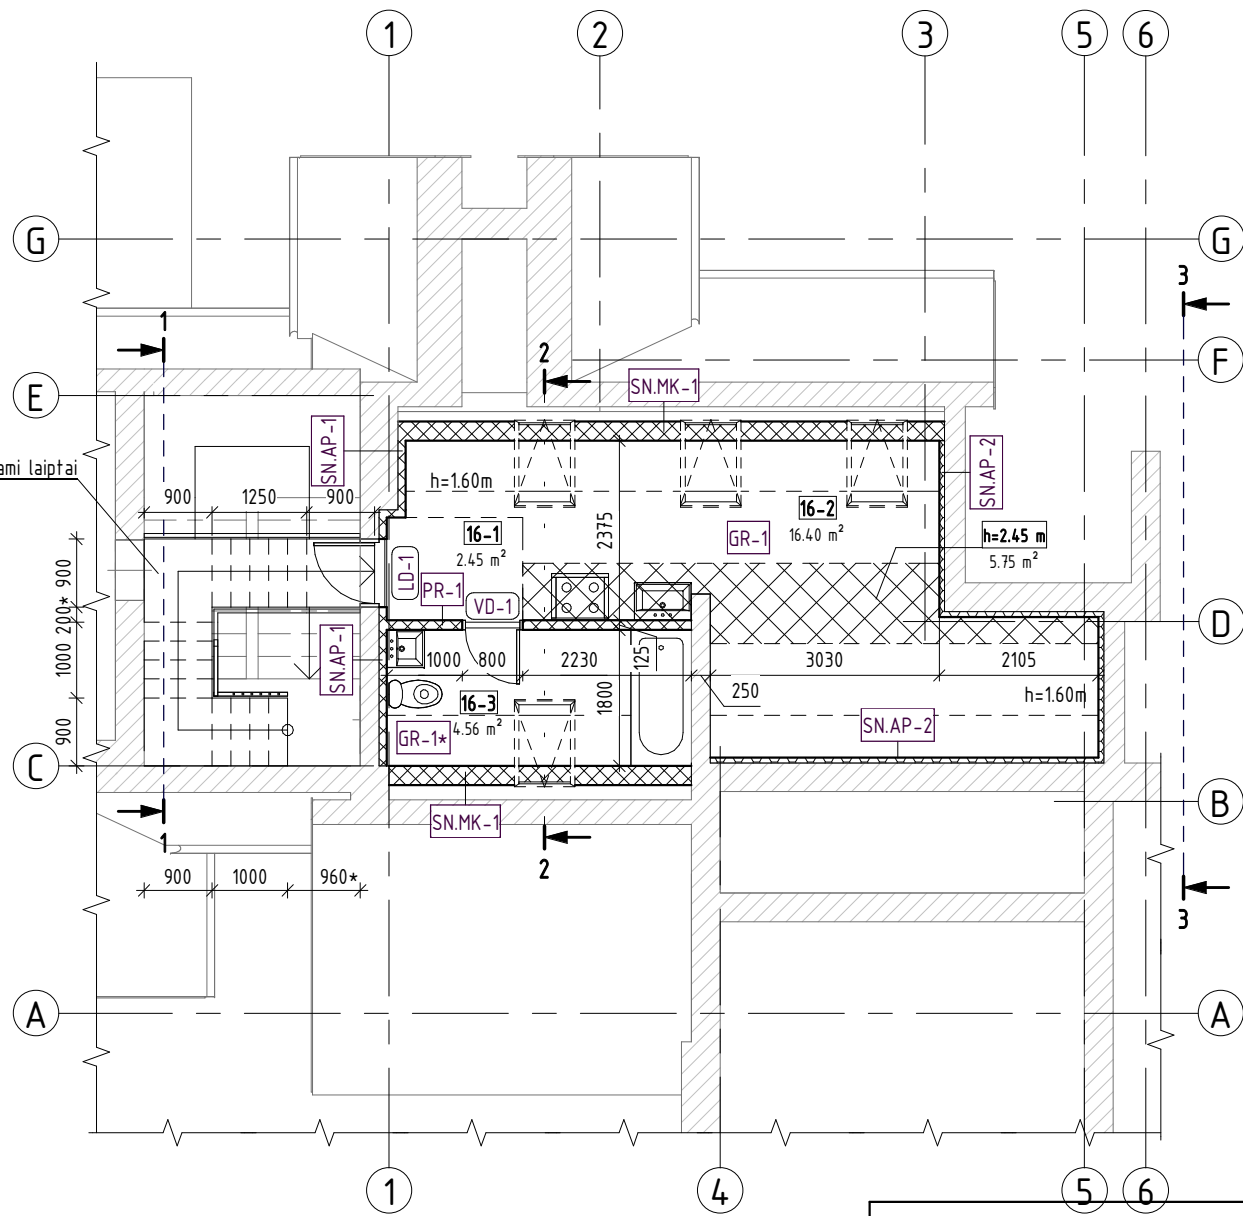 1
2
3
5
6
G
G
3
1
2
F
SN.MK-1
E
SN.AP-1
SN.AP-2
ami laiptai
h=1.60m
900
1250
900
16-1
2.45 m²
2375
16-2
16.40 m²
GR-1
h=2.45 m
5.75 m²
900
LD-1
PR-1
VD-1
200*
D
SN.AP-1
1000
1000
800
2230
125
3030
2105
250
h=1.60m
16-3
4.56 m²
1800
GR-1*
SN.AP-2
900
C
B
SN.MK-1
1
2
900
1000
960*
3
A
A
1
4
5
6